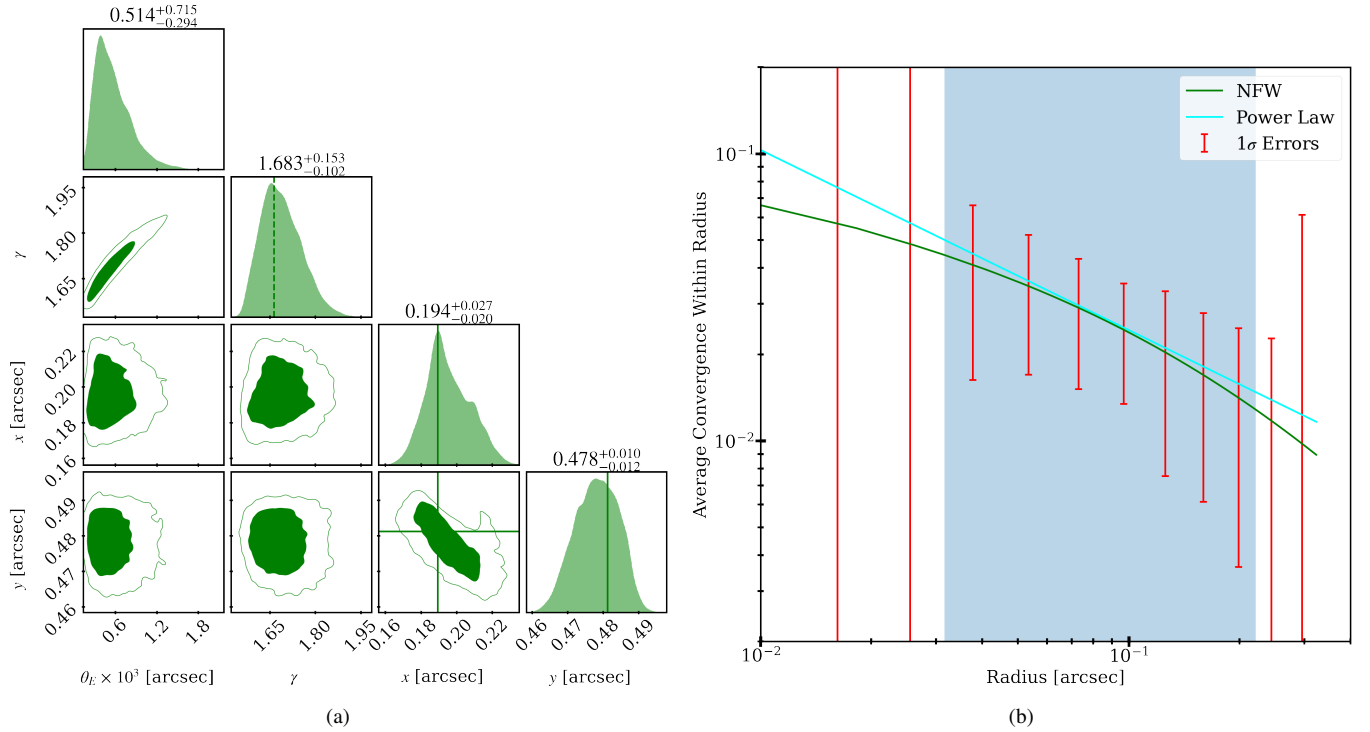 0.514+0.715−0.294
1.683+0.153−0.102
0.194+0.027−0.020
0.478+0.010−0.012
γ
1.95
1.80
1.65
x [arcsec]
0.22
0.20
0.18
0.16
y [arcsec]
0.49
0.48
0.47
0.46
0.6 1.2 1.8
1.65 1.80 1.95
0.16 0.18 0.20 0.22
0.46 0.47 0.48 0.49
θE × 10³ [arcsec]
γ
x [arcsec]
y [arcsec]
(a)
NFW
Power Law
1σ Errors
Average Convergence Within Radius
10⁻¹
10⁻²
10⁻² 10⁻¹
Radius [arcsec]
(b)